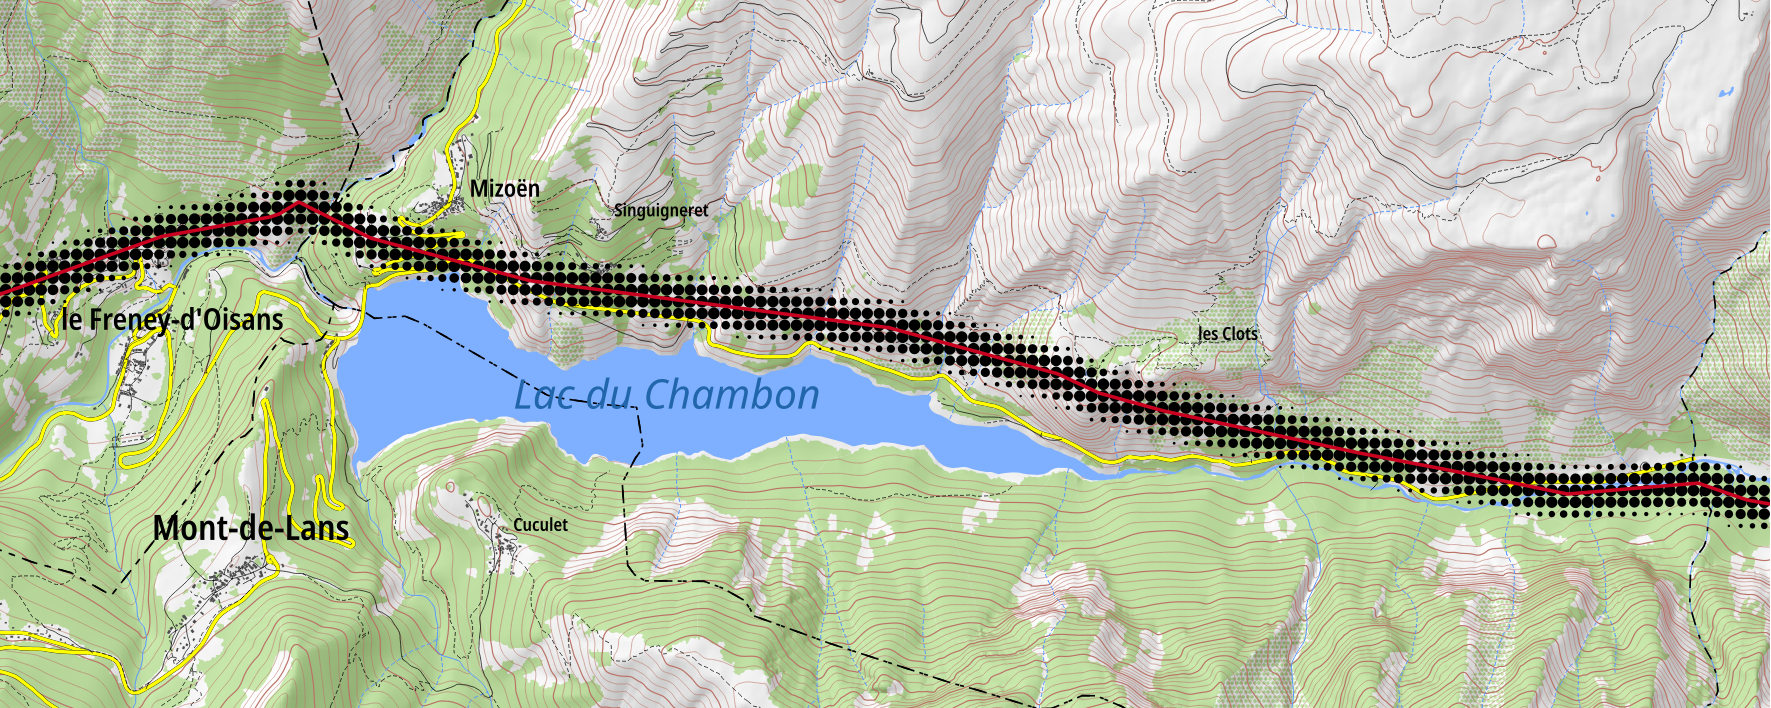 Mizoën
Singuigneret
le Freney-d'Oisans
les Clots
Lac du Chambon
Mont-de-Lans
Cuculet